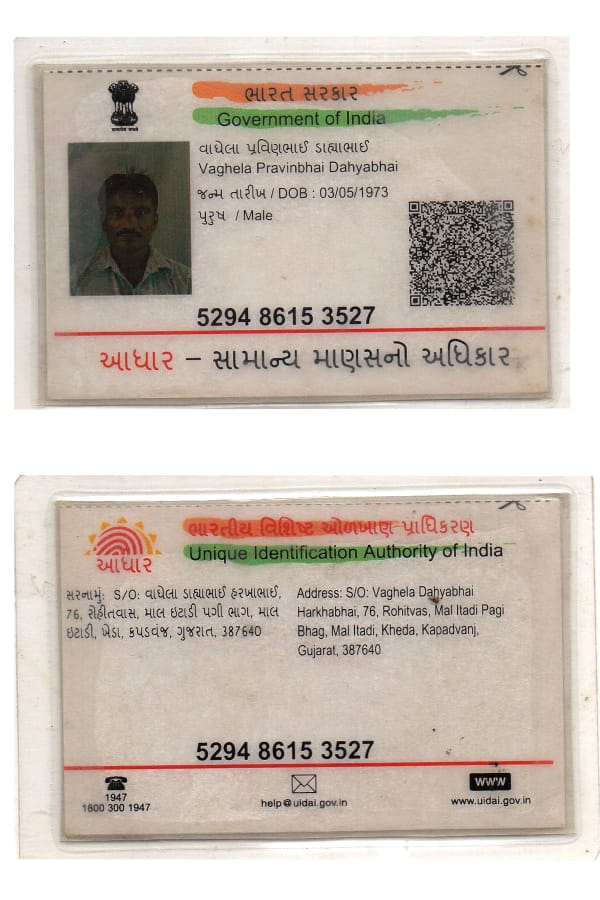 ભારત સરકાર
Government of India
વાઘેલા પ્રવિણભાઈ ડાહ્યાભાઈ
Vaghela Pravinbhai Dahyabhai
જન્મ તારીખ / DOB : 03/05/1973
પુરુષ / Male
5294 8615 3527
આધાર – સામાન્ય માણસનો અધિકાર
ભારતીય વિશિષ્ટ ઓળખાણ પ્રાધિકરણ
Unique Identification Authority of India
આધાર
સરનામું: S/O: વાઘેલા ડાહ્યાભાઈ હરખાભાઈ,
76, રોહીતવાસ, માલ ઇટાડી પગી ભાગ, માલ
ઇટાડી, ખેડા, કપડવંજ, ગુજરાત, 387640
Address: S/O: Vaghela Dahyabhai
Harkhabhai, 76, Rohitvas, Mal Itadi Pagi
Bhag, Mal Itadi, Kheda, Kapadvanj,
Gujarat, 387640
5294 8615 3527
1947
1800 300 1947
help@uidai.gov.in
WWW
www.uidai.gov.in